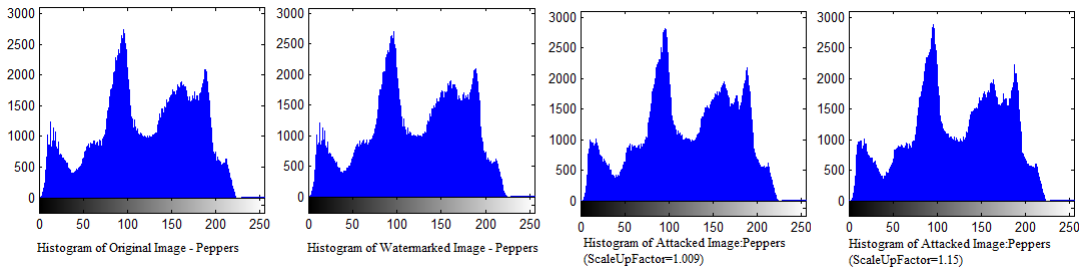 3000
2500
2000
1500
1000
500
0
0 50 100 150 200 250
Histogram of Original Image - Peppers
3000
2500
2000
1500
1000
500
0
0 50 100 150 200 250
Histogram of Watermarked Image - Peppers
3000
2500
2000
1500
1000
500
0
0 50 100 150 200 250
Histogram of Attacked Image:Peppers
(ScaleUpFactor=1.009)
3000
2500
2000
1500
1000
500
0
0 50 100 150 200 250
Histogram of Attacked Image:Peppers
(ScaleUpFactor=1.15)